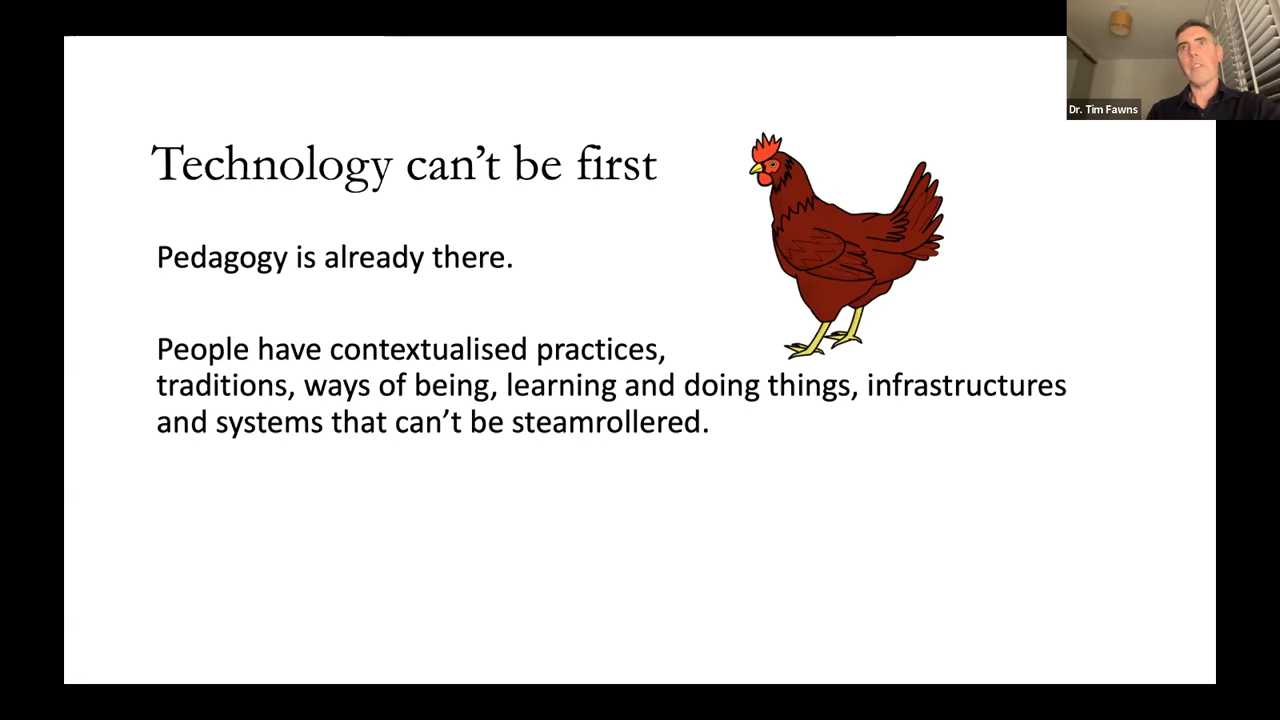 Dr. Tim Fawns
Technology can’t be first
Pedagogy is already there.
People have contextualised practices,
traditions, ways of being, learning and doing things, infrastructures
and systems that can’t be steamrollered.